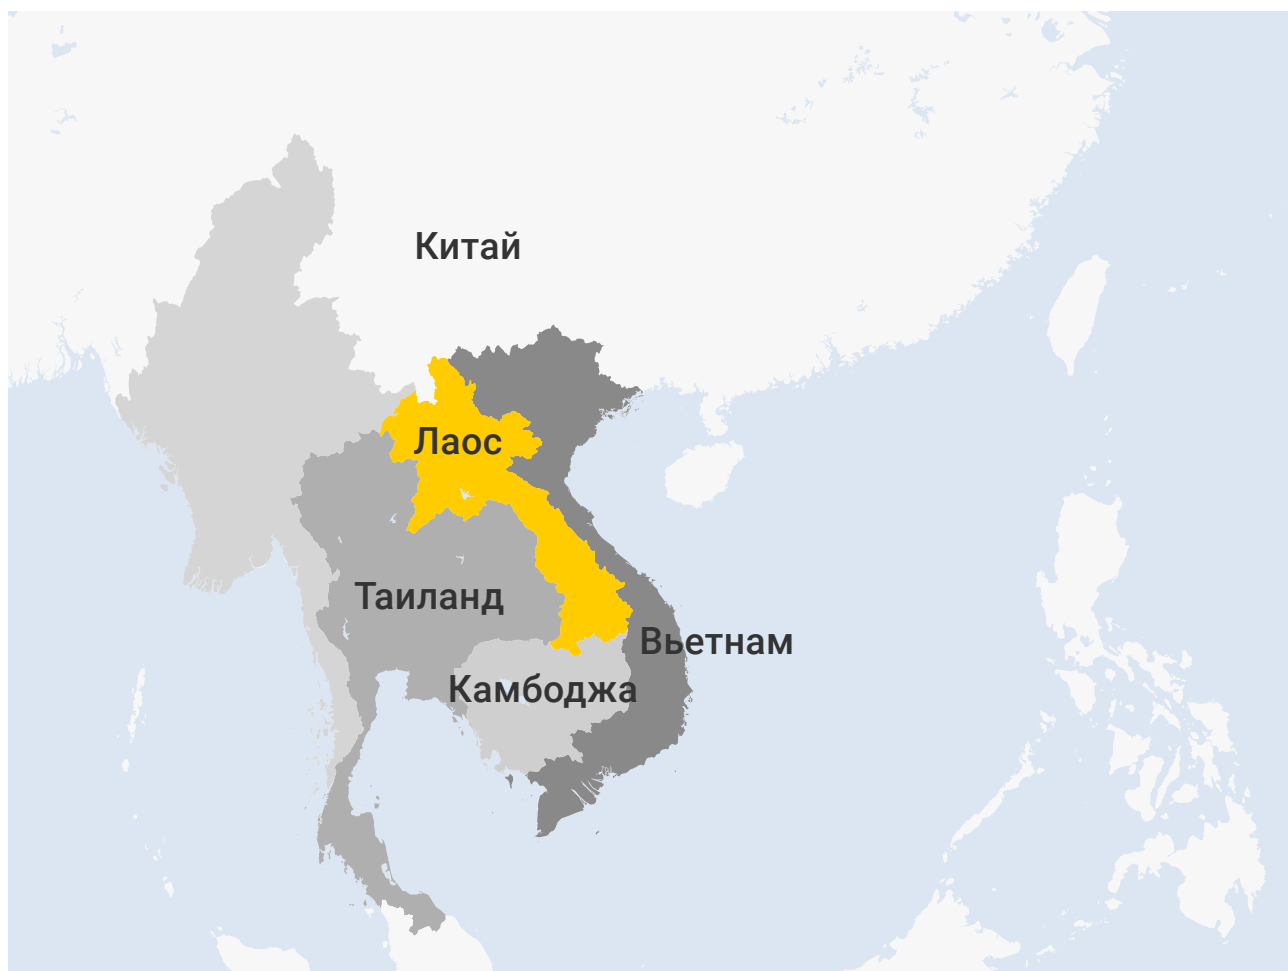 Китай
Лаос
Таиланд
Вьетнам
Камбоджа